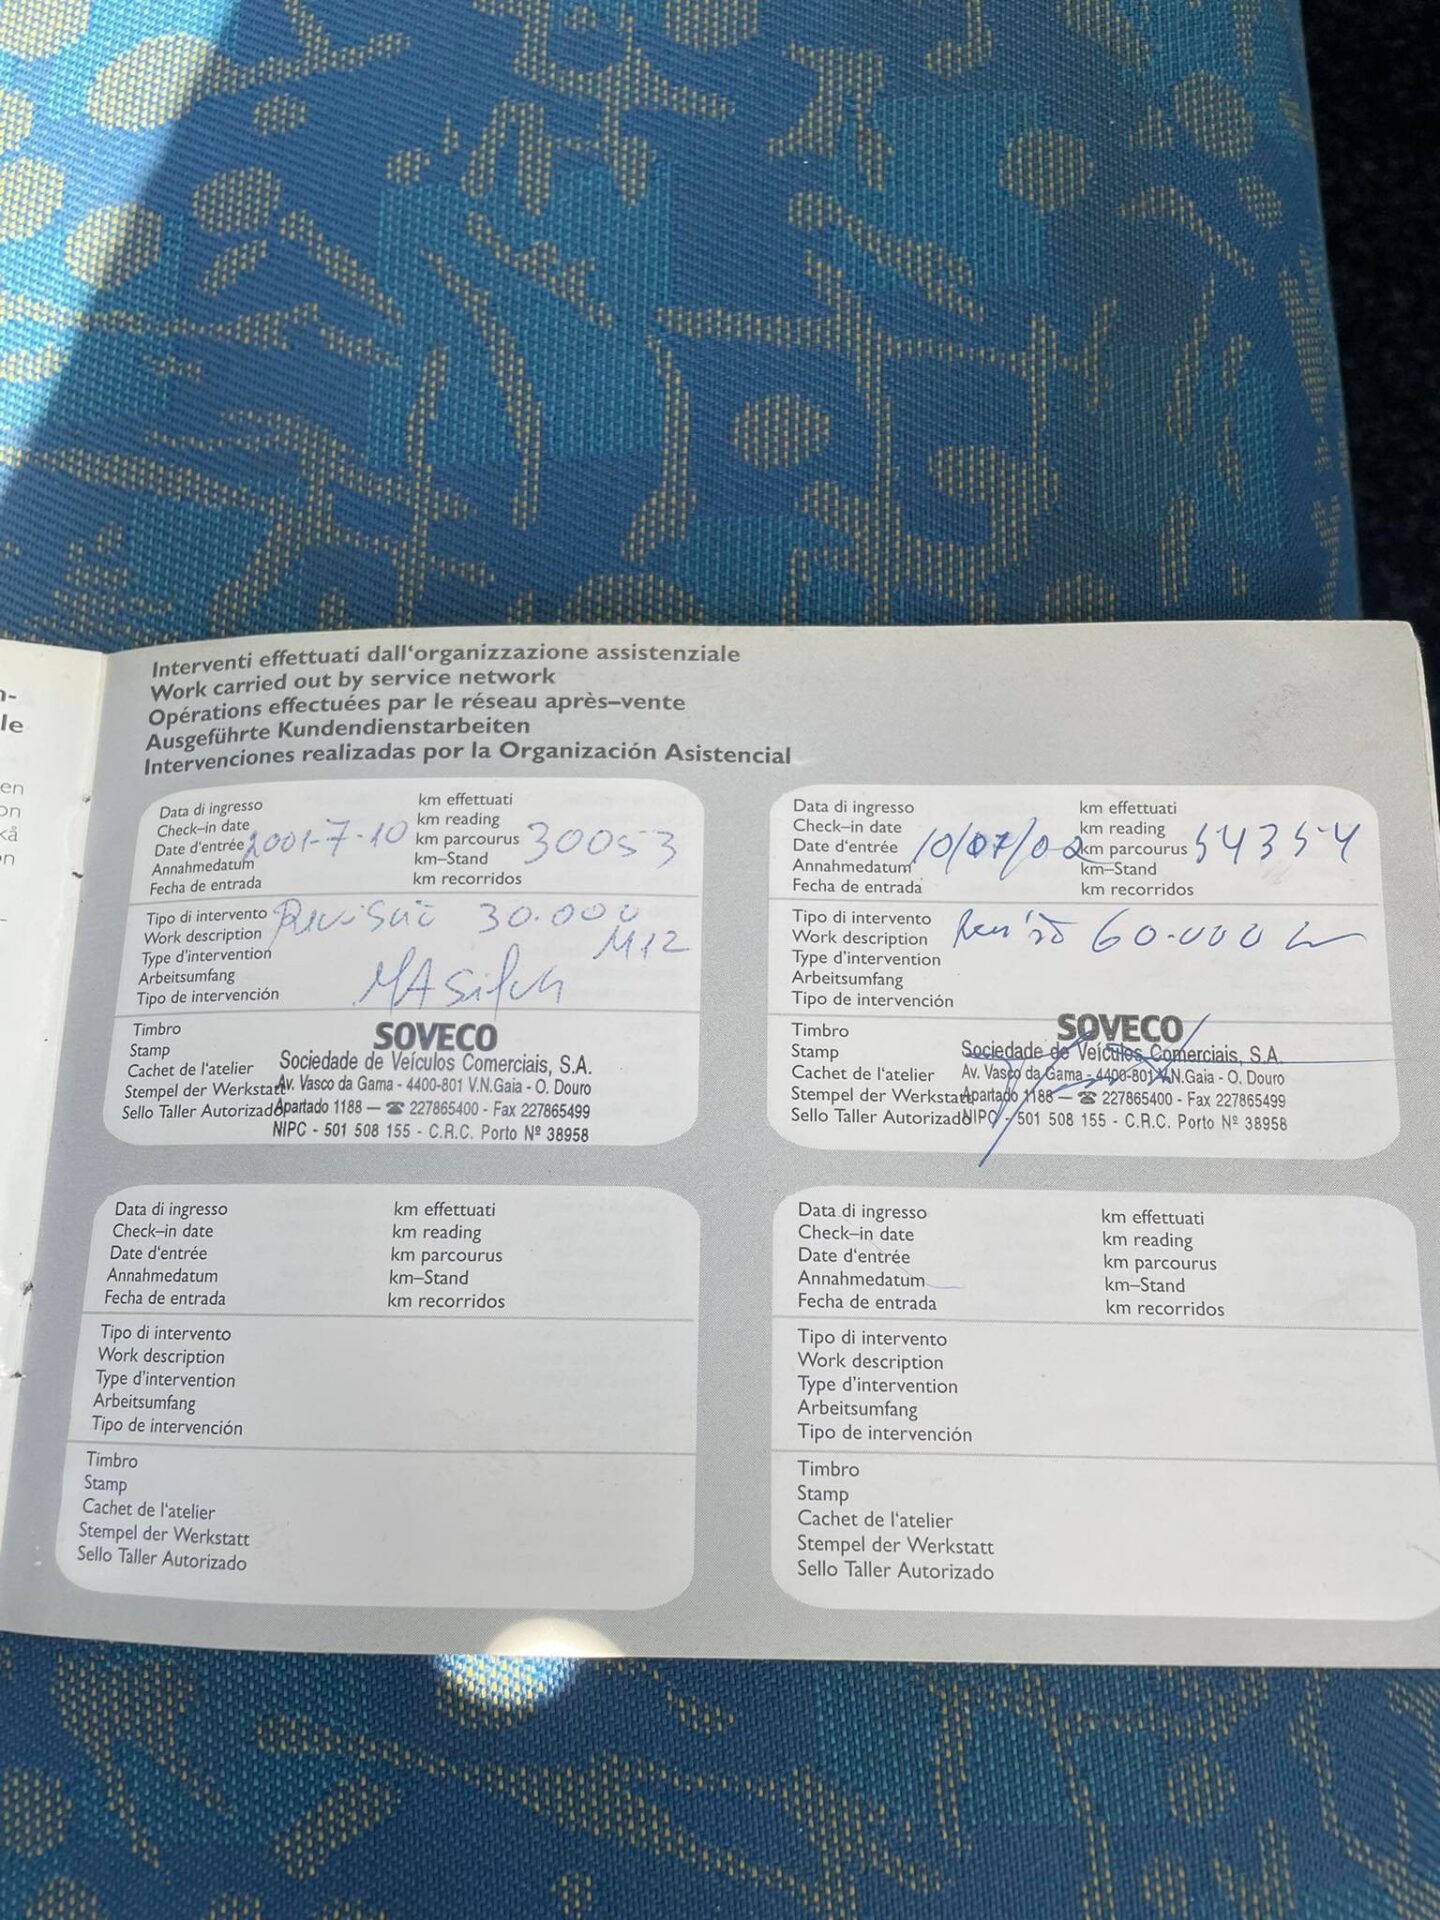 n-
le
en
on
kå
n
Interventi effettuati dall'organizzazione assistenziale
Work carried out by service network
Opérations effectuées par le réseau après–vente
Ausgeführte Kundendienstarbeiten
Intervenciones realizadas por la Organización Asistencial
Data di ingresso
Check–in date
Date d'entrée
Annahmedatum
Fecha de entrada
2001-7-10
km effettuati
km reading
km parcourus
km–Stand
km recorridos
30053
Tipo di intervento
Work description
Type d'intervention
Arbeitsumfang
Tipo de intervención
Revisão 30.000
M12
Timbro
Stamp
Cachet de l'atelier
Stempel der Werkstatt
Sello Taller Autorizado
SOVECO
Sociedade de Veículos Comerciais, S.A.
Av. Vasco da Gama - 4400-801 V.N.Gaia - O. Douro
Apartado 1188 — ☎ 227865400 - Fax 227865499
NIPC - 501 508 155 - C.R.C. Porto Nº 38958
Data di ingresso
Check–in date
Date d'entrée
Annahmedatum
Fecha de entrada
10/07/02
km effettuati
km reading
km parcourus
km–Stand
km recorridos
54354
Tipo di intervento
Work description
Type d'intervention
Arbeitsumfang
Tipo de intervención
60.000
Timbro
Stamp
Cachet de l'atelier
Stempel der Werkstatt
Sello Taller Autorizado
SOVECO
Sociedade de Veículos Comerciais, S.A.
Av. Vasco da Gama - 4400-801 V.N.Gaia - O. Douro
Apartado 1188 — ☎ 227865400 - Fax 227865499
NIPC - 501 508 155 - C.R.C. Porto Nº 38958
Data di ingresso
Check–in date
Date d'entrée
Annahmedatum
Fecha de entrada
km effettuati
km reading
km parcourus
km–Stand
km recorridos
Tipo di intervento
Work description
Type d'intervention
Arbeitsumfang
Tipo de intervención
Timbro
Stamp
Cachet de l'atelier
Stempel der Werkstatt
Sello Taller Autorizado
Data di ingresso
Check–in date
Date d'entrée
Annahmedatum
Fecha de entrada
km effettuati
km reading
km parcourus
km–Stand
km recorridos
Tipo di intervento
Work description
Type d'intervention
Arbeitsumfang
Tipo de intervención
Timbro
Stamp
Cachet de l'atelier
Stempel der Werkstatt
Sello Taller Autorizado